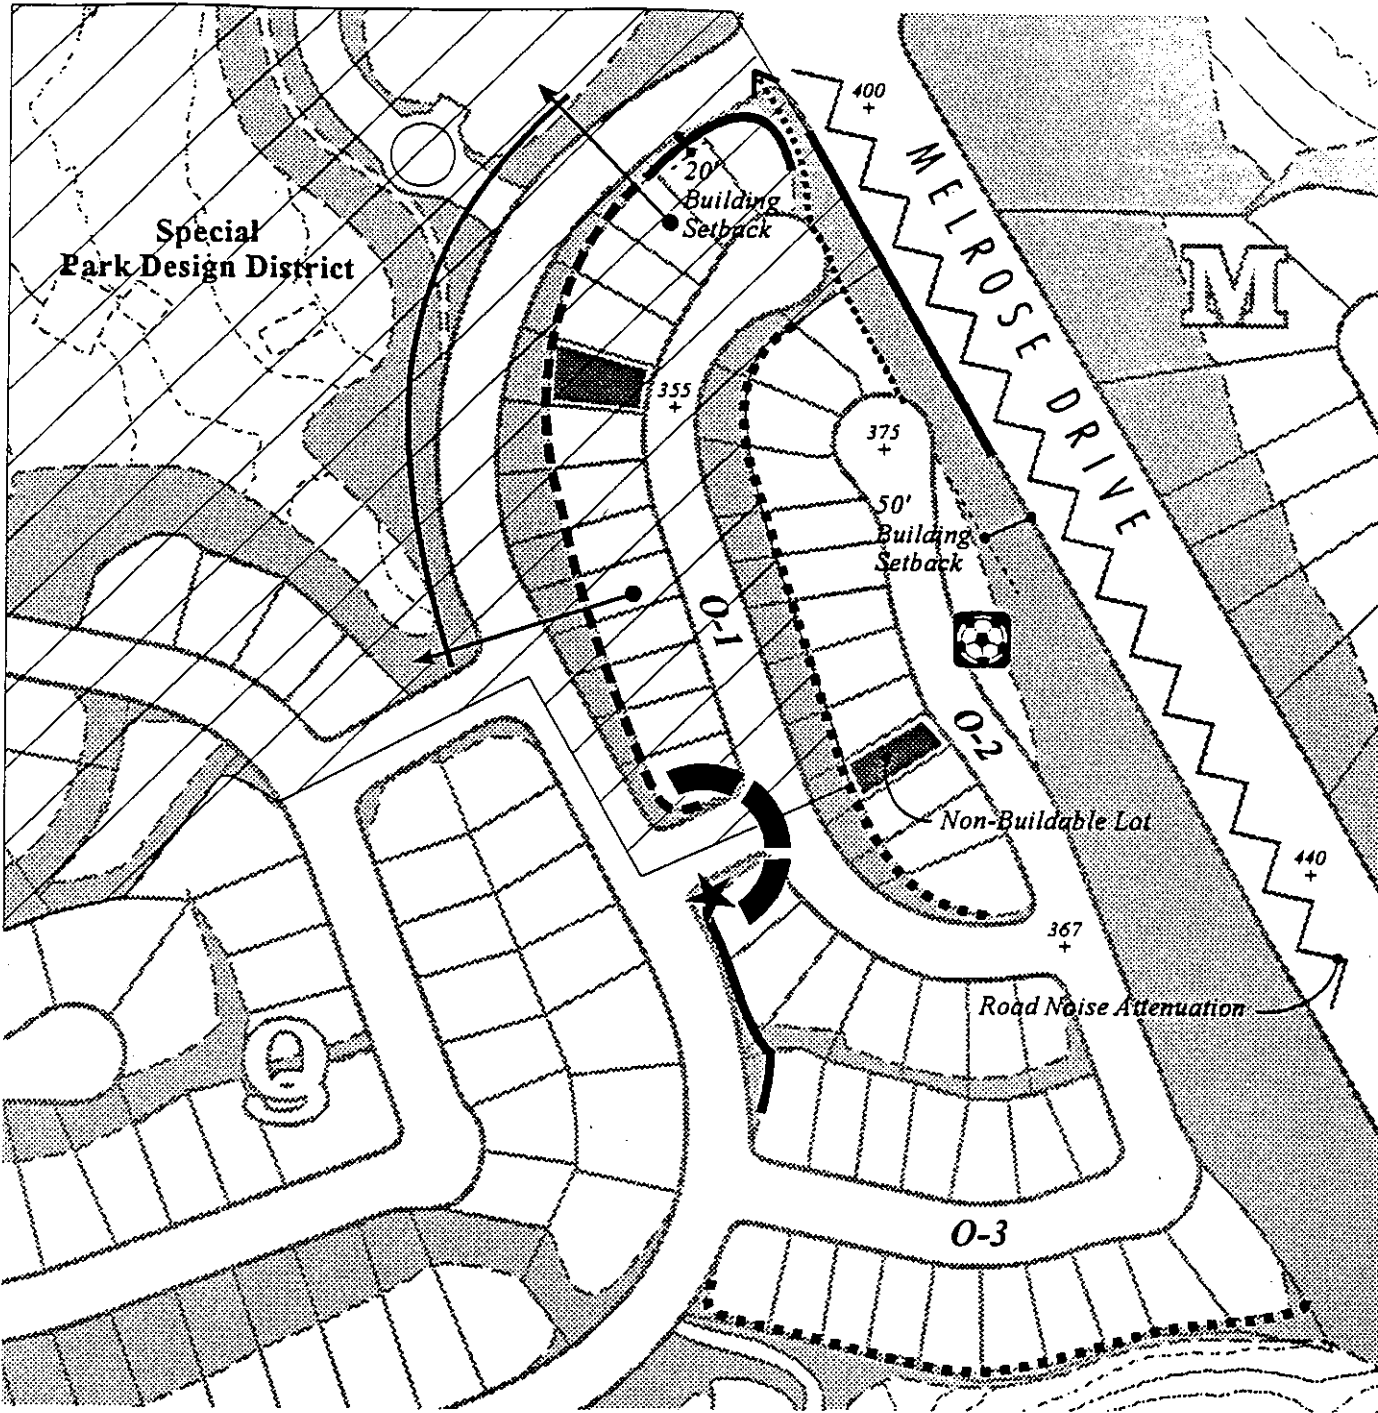 400
MELROSE DRIVE
20'
Building
Setback
Special
Park Design District
M
355
375
50'
Building
Setback
O-1
O-2
Non-Buildable Lot
440
367
Road Noise Attenuation
O-3